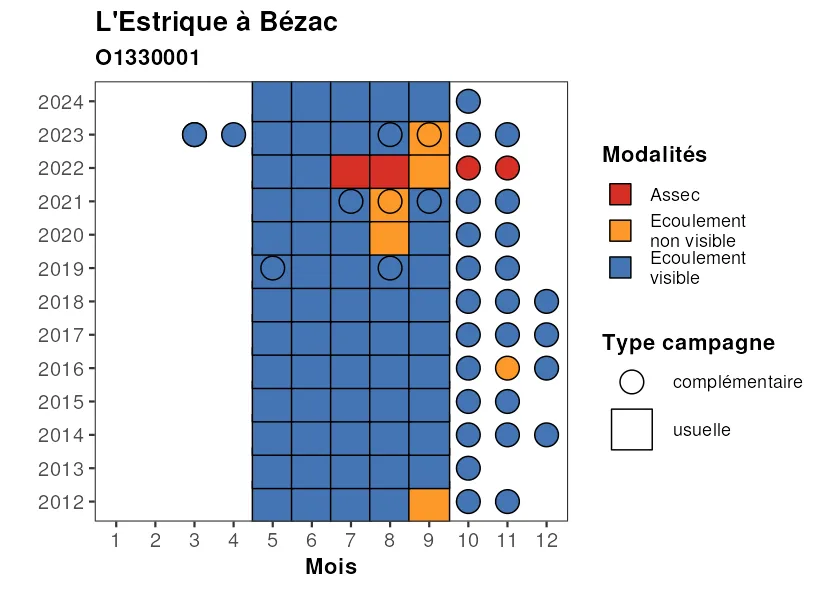 L'Estrique à Bézac
O1330001
2024
2023
2022
2021
2020
2019
2018
2017
2016
2015
2014
2013
2012
1 2 3 4 5 6 7 8 9 10 11 12
Mois
Modalités
Assec
Ecoulement
non visible
Ecoulement
visible
Type campagne
complémentaire
usuelle